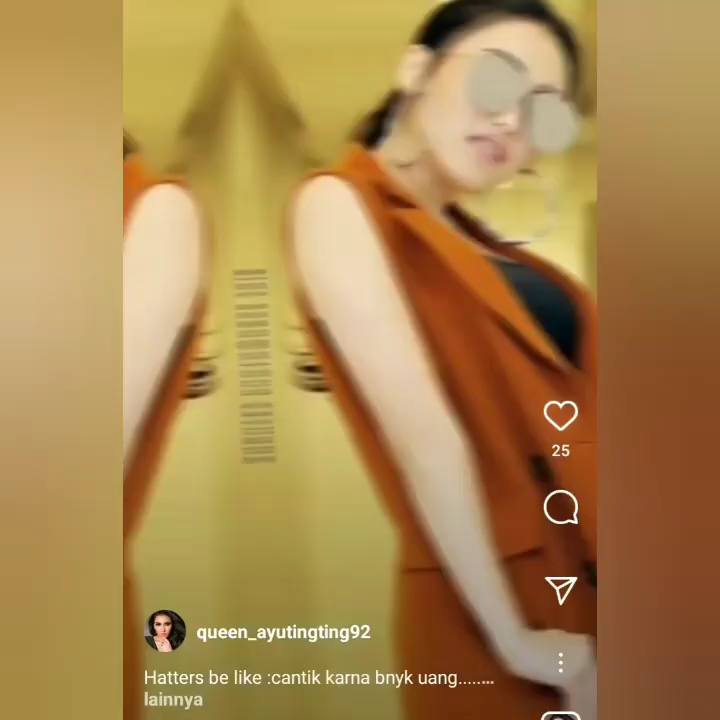 25
queen_ayutingting92
Hatters be like :cantik karna bnyk uang........
lainnya